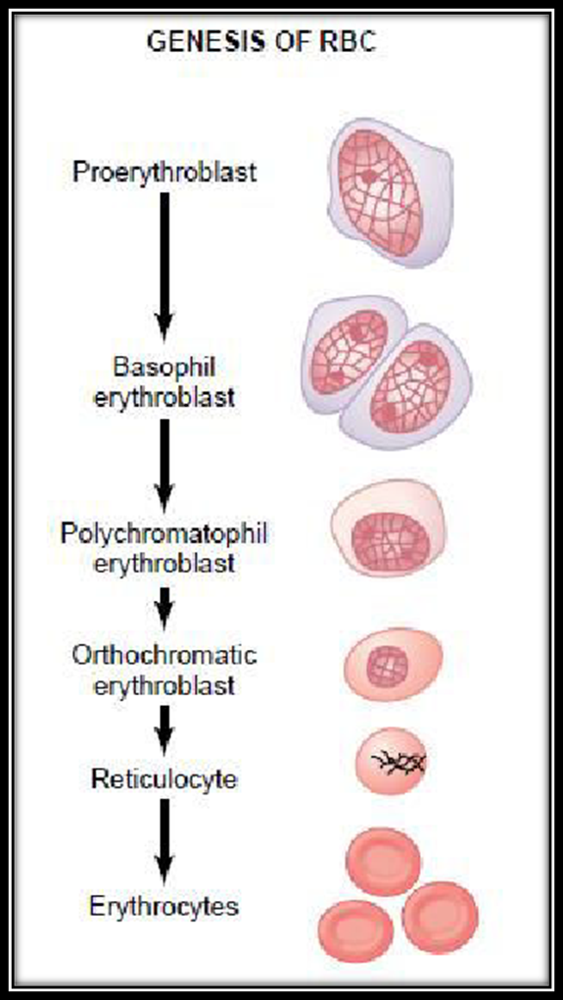 GENESIS OF RBC
Proerythroblast
Basophil
erythroblast
Polychromatophil
erythroblast
Orthochromatic
erythroblast
Reticulocyte
Erythrocytes